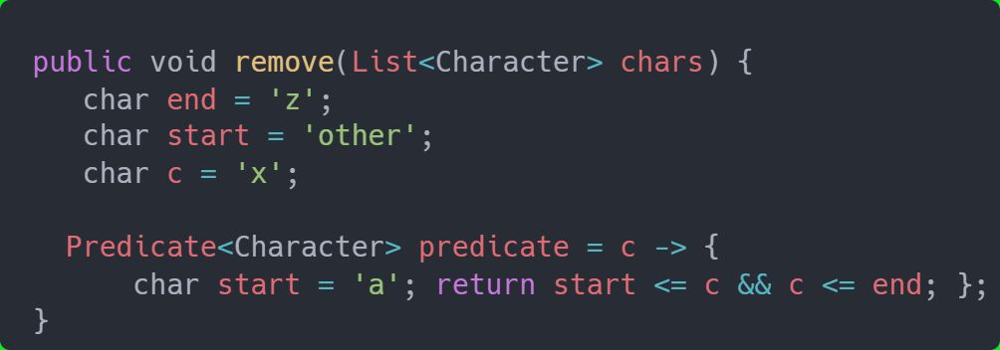 public void remove(List<Character> chars) {
char end = 'z';
char start = 'other';
char c = 'x';
Predicate<Character> predicate = c -> {
char start = 'a'; return start <= c && c <= end; };
}